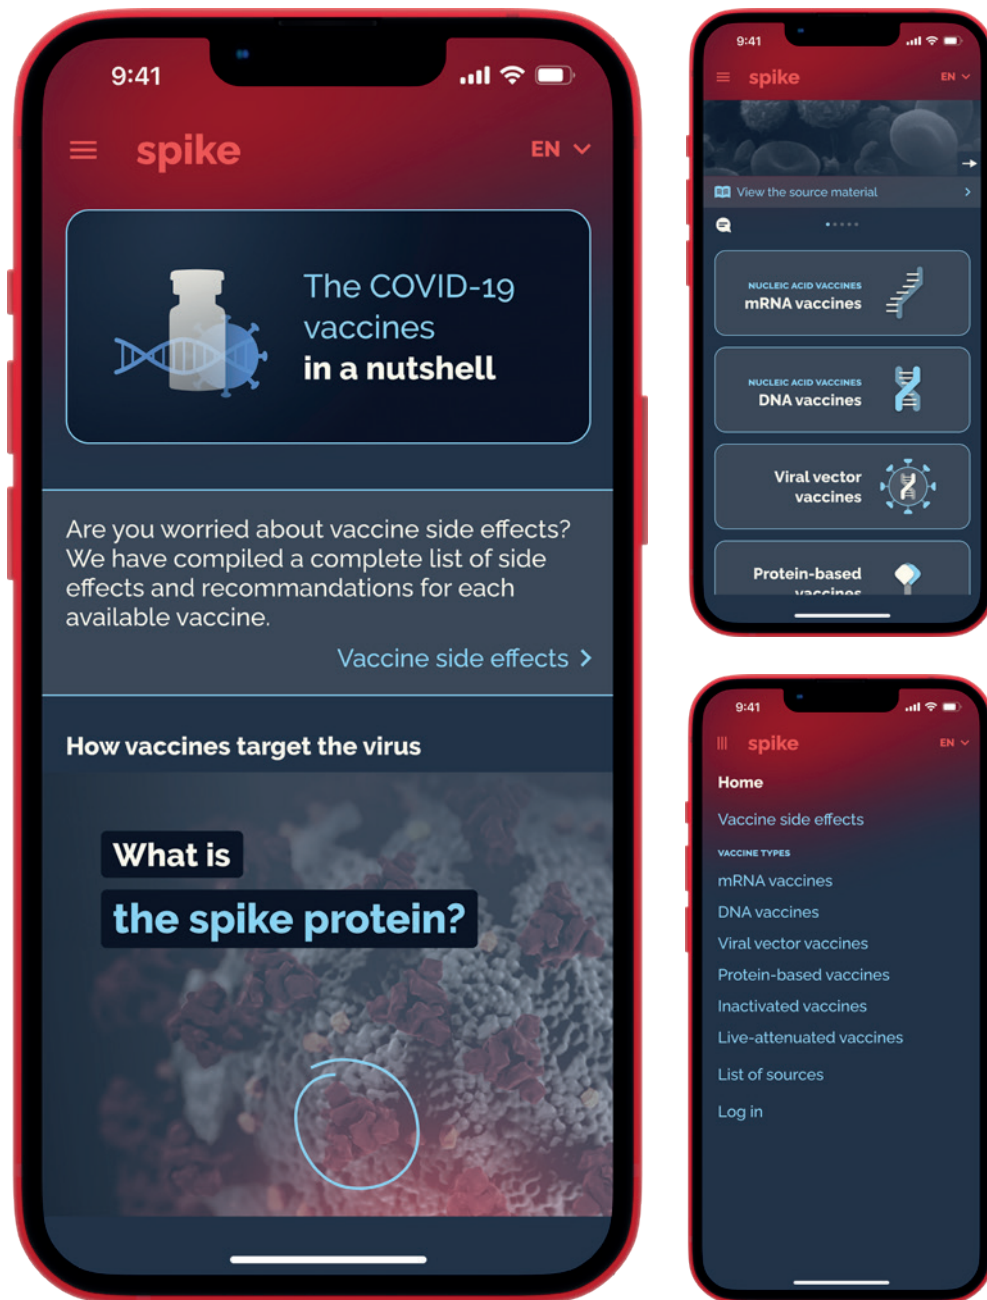 9:41
spike
EN
The COVID-19
vaccines
in a nutshell
Are you worried about vaccine side effects?
We have compiled a complete list of side
effects and recommandations for each
available vaccine.
Vaccine side effects
How vaccines target the virus
What is
the spike protein?
9:41
spike
EN
View the source material
NUCLEIC ACID VACCINES
mRNA vaccines
NUCLEIC ACID VACCINES
DNA vaccines
Viral vector
vaccines
Protein-based
vaccines
9:41
spike
EN
Home
Vaccine side effects
VACCINE TYPES
mRNA vaccines
DNA vaccines
Viral vector vaccines
Protein-based vaccines
Inactivated vaccines
Live-attenuated vaccines
List of sources
Log in